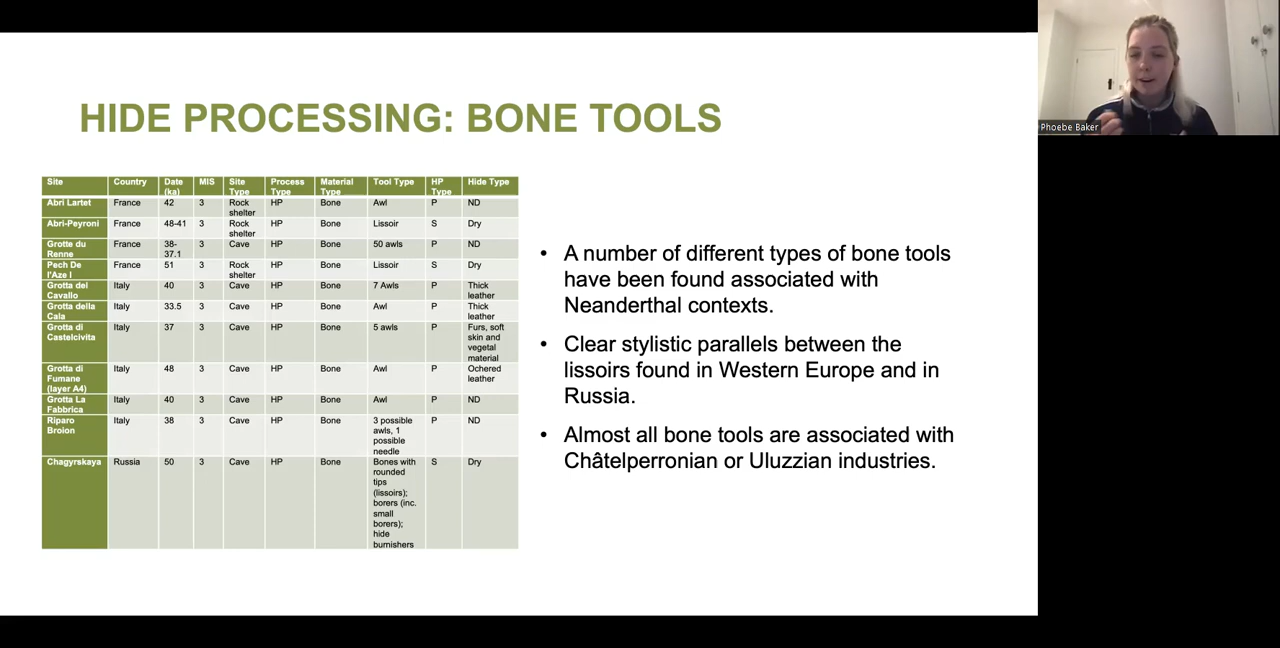 HIDE PROCESSING: BONE TOOLS
Site Country Date (ka) MIS Site Type Process Type Material Type Tool Type HP Type Hide Type
Abri Lartet France 42 3 Rock shelter HP Bone Awl P ND
Abri-Peyroni France 48-41 3 Rock shelter HP Bone Lissoir S Dry
Grotte du Renne France 38-37.1 3 Cave HP Bone 50 awls P ND
Pech De l'Aze I France 51 3 Rock shelter HP Bone Lissoir S Dry
Grotta del Cavallo Italy 40 3 Cave HP Bone 7 Awls P Thick leather
Grotta della Cala Italy 33.5 3 Cave HP Bone Awl P Thick leather
Grotta di Castelcivita Italy 37 3 Cave HP Bone 5 awls P Furs, soft skin and vegetal material
Grotta di Fumane (layer A4) Italy 48 3 Cave HP Bone Awl P Ochered leather
Grotta La Fabbrica Italy 40 3 Cave HP Bone Awl P ND
Riparo Broion Italy 38 3 Cave HP Bone 3 possible awls, 1 possible needle P ND
Chagyrskaya Russia 50 3 Cave HP Bone Bones with rounded tips (lissoirs); borers (inc. small borers); hide burnishers S Dry
• A number of different types of bone tools
have been found associated with
Neanderthal contexts.
• Clear stylistic parallels between the
lissoirs found in Western Europe and in
Russia.
• Almost all bone tools are associated with
Châtelperronian or Uluzzian industries.
Phoebe Baker